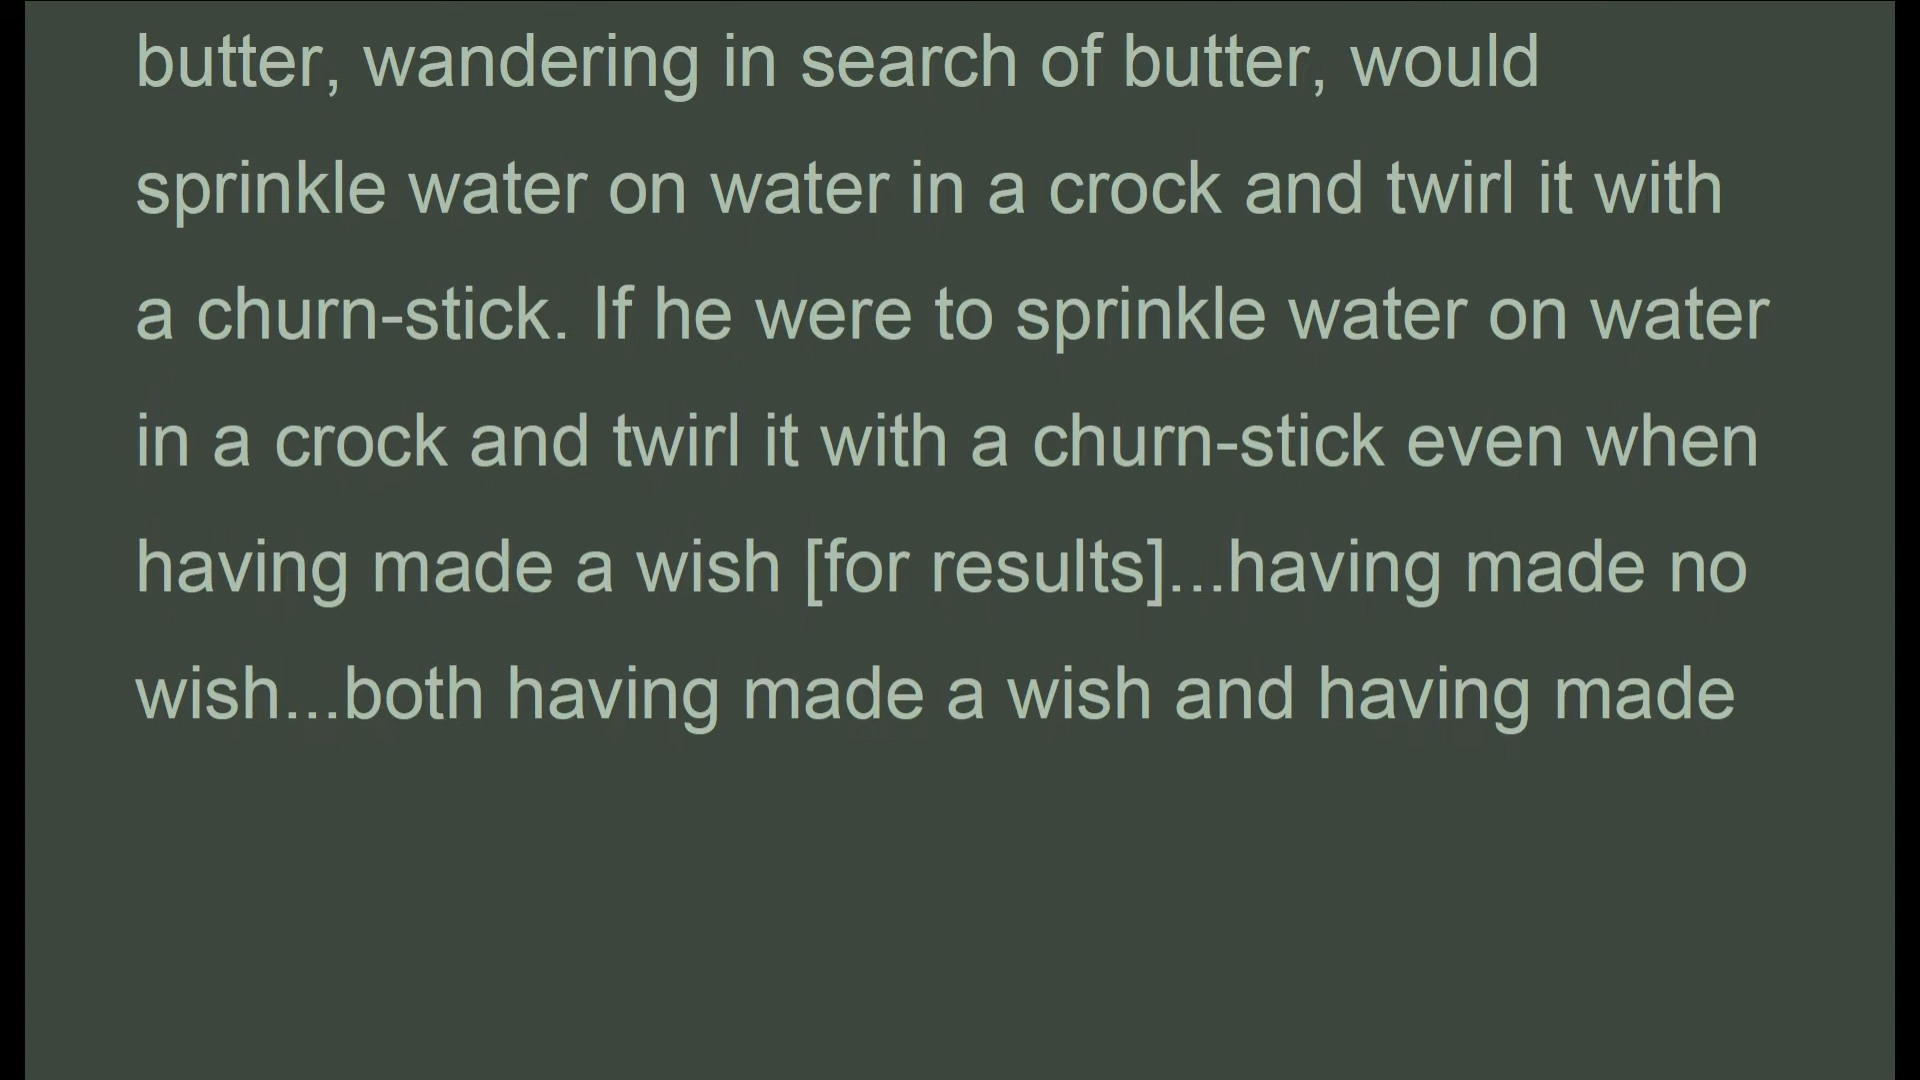 butter, wandering in search of butter, would
sprinkle water on water in a crock and twirl it with
a churn-stick. If he were to sprinkle water on water
in a crock and twirl it with a churn-stick even when
having made a wish [for results]...having made no
wish...both having made a wish and having made